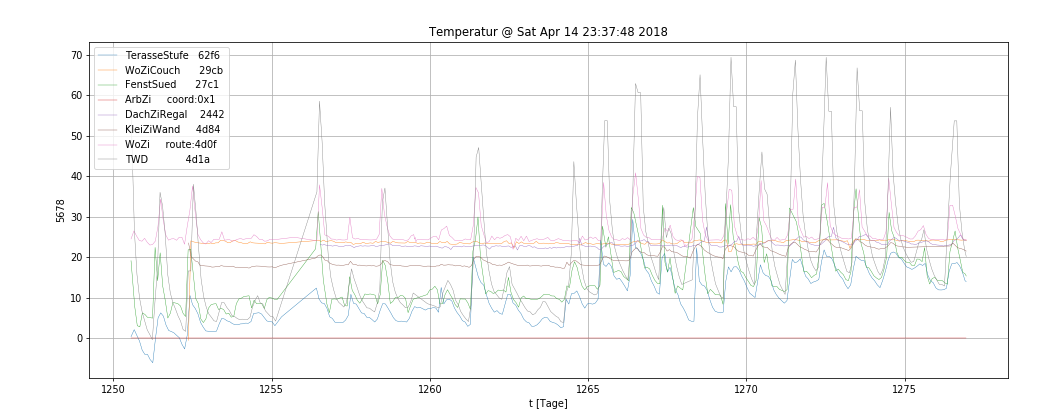 Temperatur @ Sat Apr 14 23:37:48 2018
70
60
50
40
30
20
10
0
5678
TerasseStufe 62f6
WoZiCouch 29cb
FenstSued 27c1
ArbZi coord:0x1
DachZiRegal 2442
KleiZiWand 4d84
WoZi route:4d0f
TWD 4d1a
1250 1255 1260 1265 1270 1275
t [Tage]